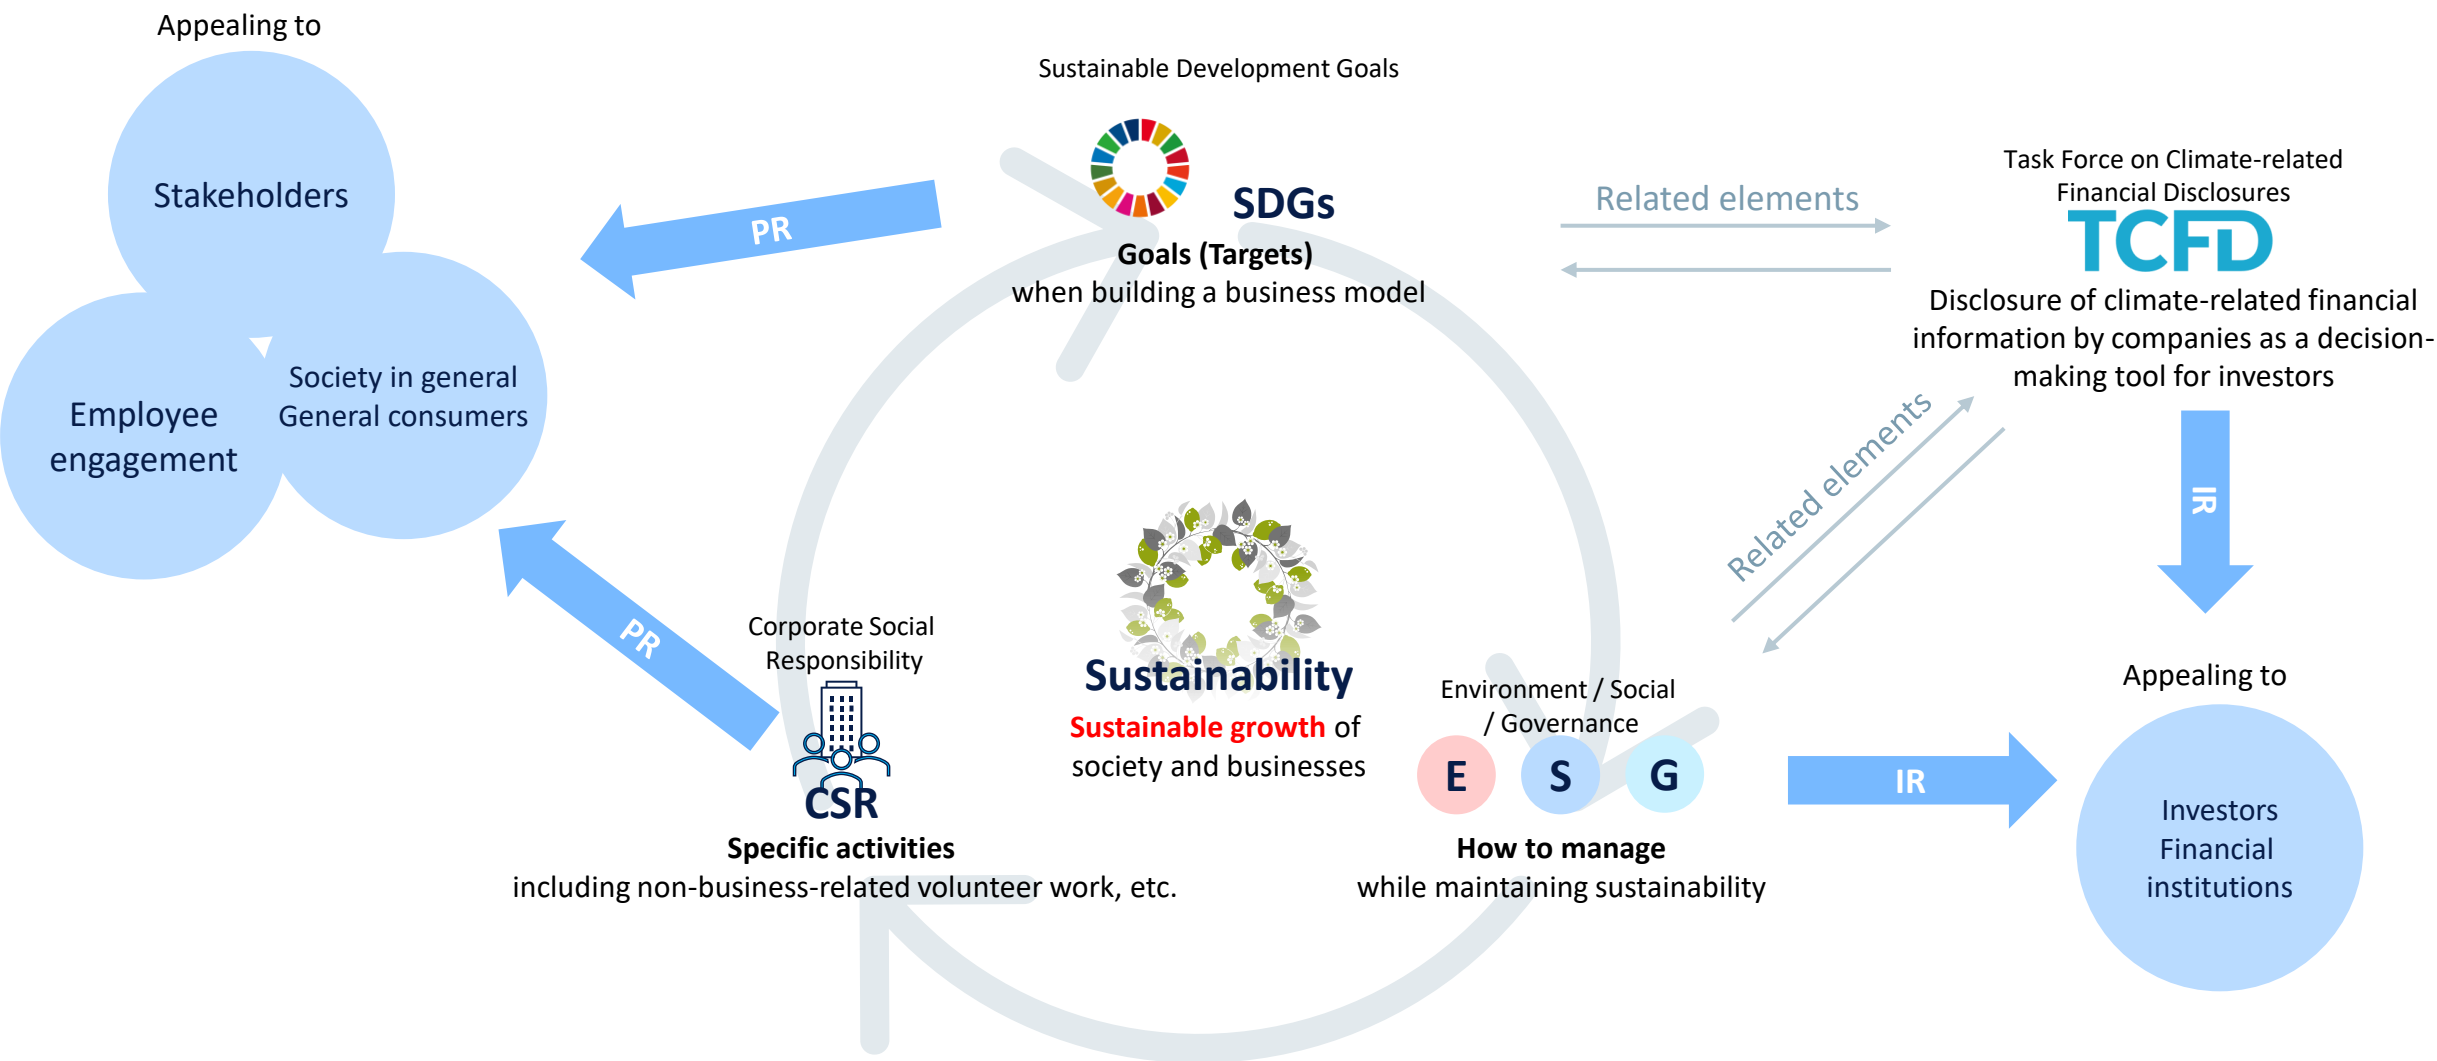 Appealing to
Stakeholders
Employee
engagement
Society in general
General consumers
PR
PR
Sustainable Development Goals
SDGs
Goals (Targets)
when building a business model
Related elements
Task Force on Climate-related
Financial Disclosures
TCFD
Disclosure of climate-related financial
information by companies as a decision-
making tool for investors
Related elements
IR
Corporate Social
Responsibility
CSR
Specific activities
including non-business-related volunteer work, etc.
Sustainability
Sustainable growth of
society and businesses
Environment / Social
/ Governance
E S G
How to manage
while maintaining sustainability
IR
Appealing to
Investors
Financial
institutions